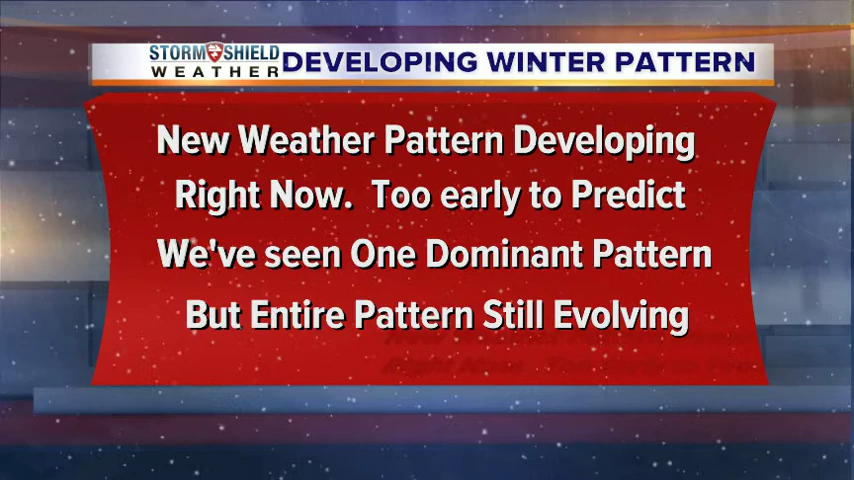 STORM SHIELD
WEATHER
DEVELOPING WINTER PATTERN
New Weather Pattern Developing
Right Now. Too early to Predict
We've seen One Dominant Pattern
But Entire Pattern Still Evolving